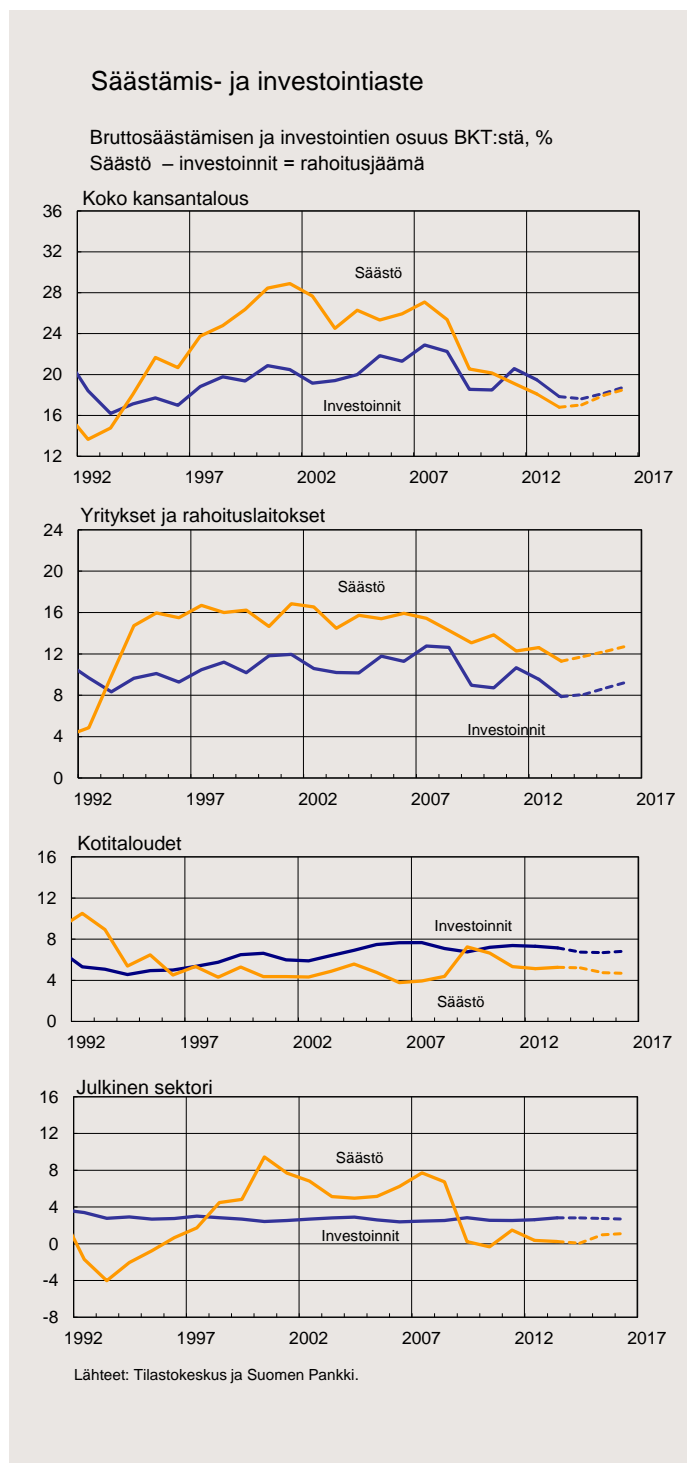 Säästämis- ja investointiaste
Bruttosäästämisen ja investointien osuus BKT:stä, %
Säästö – investoinnit = rahoitusjäämä
Koko kansantalous
36
32
Säästö
28
24
20
Investoinnit
16
12
1992 1997 2002 2007 2012 2017
Yritykset ja rahoituslaitokset
24
20
Säästö
16
12
8
Investoinnit
4
0
1992 1997 2002 2007 2012 2017
Kotitaloudet
16
12
Investoinnit
8
4
Säästö
0
1992 1997 2002 2007 2012 2017
Julkinen sektori
16
12
Säästö
8
4
Investoinnit
0
-4
-8
1992 1997 2002 2007 2012 2017
Lähteet: Tilastokeskus ja Suomen Pankki.